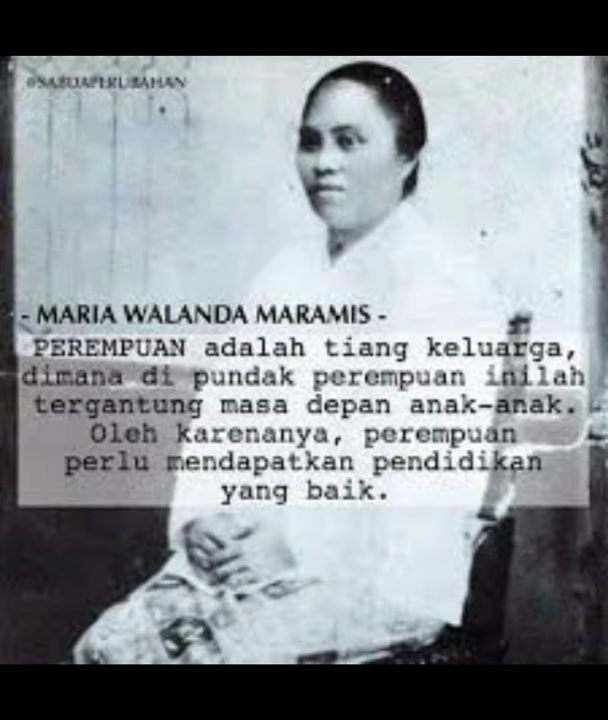 @SABUAPERUBAHAN
- MARIA WALANDA MARAMIS -
PEREMPUAN adalah tiang keluarga,
dimana di pundak perempuan inilah
tergantung masa depan anak-anak.
Oleh karenanya, perempuan
perlu mendapatkan pendidikan
yang baik.